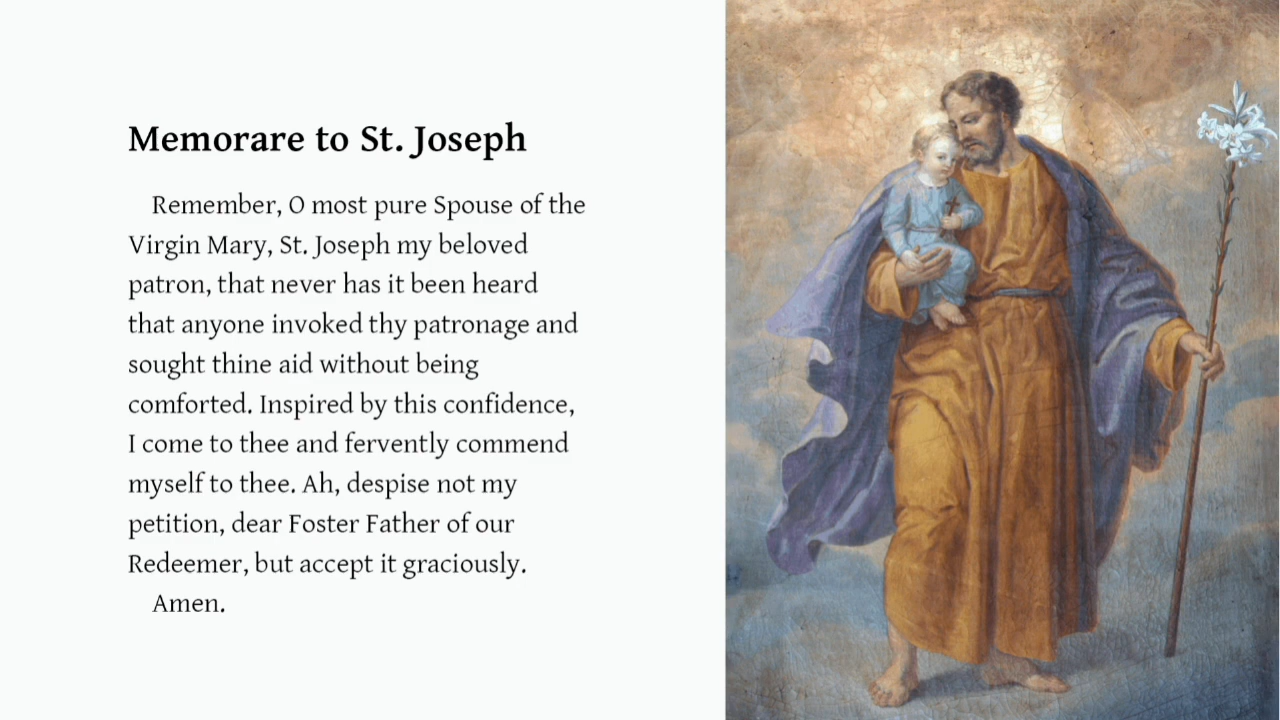 Memorare to St. Joseph
Remember, O most pure Spouse of the
Virgin Mary, St. Joseph my beloved
patron, that never has it been heard
that anyone invoked thy patronage and
sought thine aid without being
comforted. Inspired by this confidence,
I come to thee and fervently commend
myself to thee. Ah, despise not my
petition, dear Foster Father of our
Redeemer, but accept it graciously.
Amen.